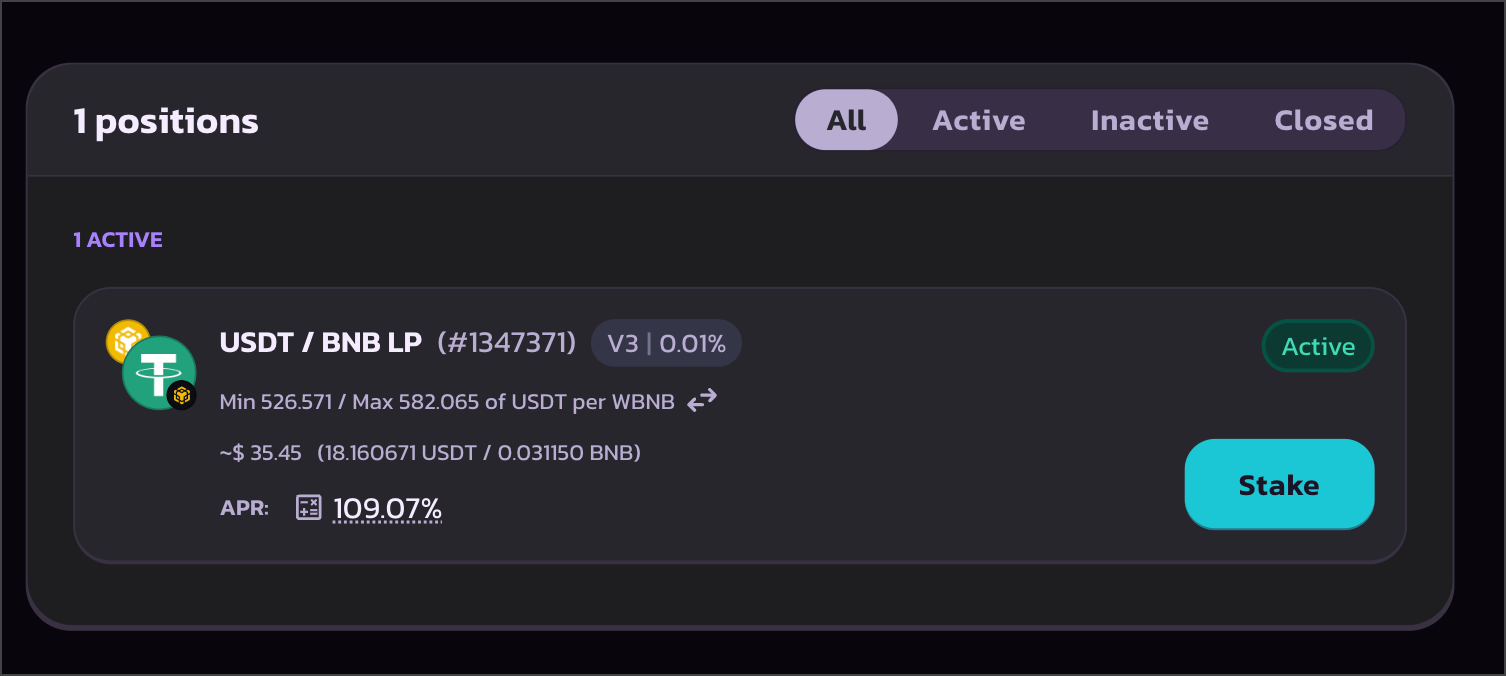 1 positions
All Active Inactive Closed
1 ACTIVE
USDT / BNB LP (#1347371) V3 | 0.01%
Active
Min 526.571 / Max 582.065 of USDT per WBNB
~$ 35.45 (18.160671 USDT / 0.031150 BNB)
APR: 109.07%
Stake